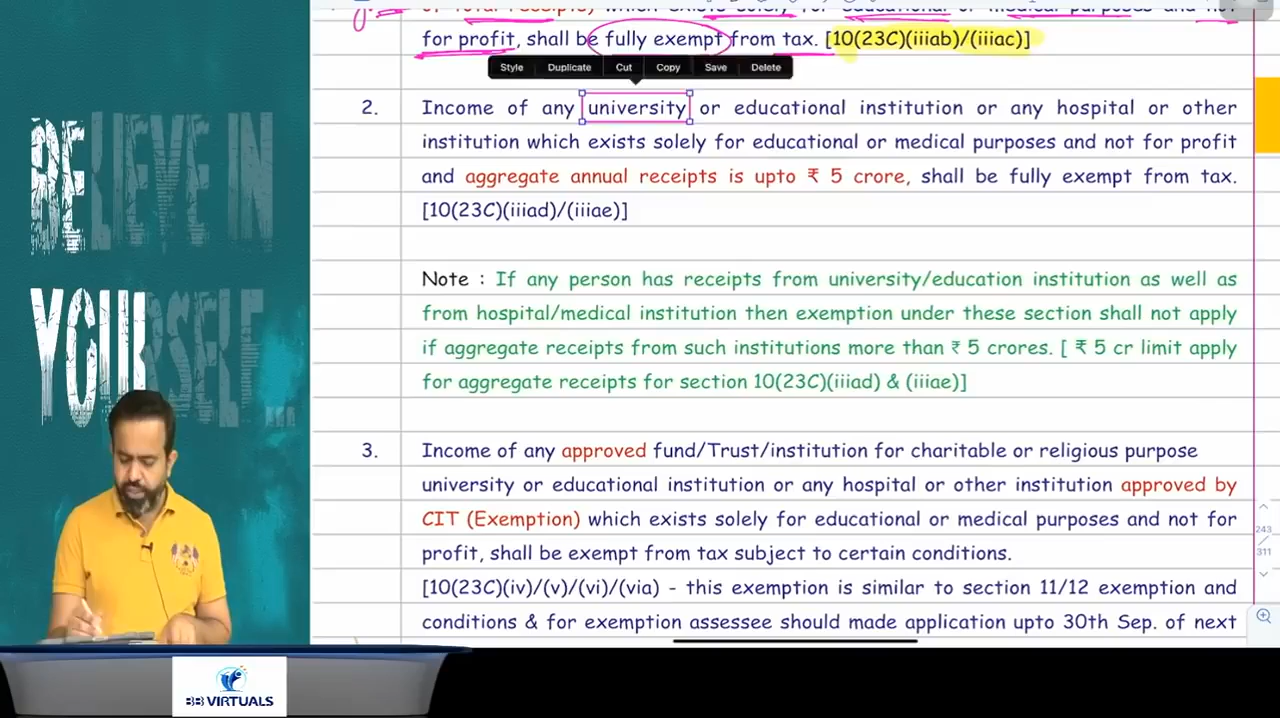 for profit, shall be fully exempt from tax. [10(23C)(iiiab)/(iiiac)]
Style Duplicate Cut Copy Save Delete
2. Income of any university or educational institution or any hospital or other
institution which exists solely for educational or medical purposes and not for profit
and aggregate annual receipts is upto ₹ 5 crore, shall be fully exempt from tax.
[10(23C)(iiiad)/(iiiae)]
Note : If any person has receipts from university/education institution as well as
from hospital/medical institution then exemption under these section shall not apply
if aggregate receipts from such institutions more than ₹ 5 crores. [ ₹ 5 cr limit apply
for aggregate receipts for section 10(23C)(iiiad) & (iiiae)]
3. Income of any approved fund/Trust/institution for charitable or religious purpose
university or educational institution or any hospital or other institution approved by
CIT (Exemption) which exists solely for educational or medical purposes and not for
profit, shall be exempt from tax subject to certain conditions.
[10(23C)(iv)/(v)/(vi)/(via) - this exemption is similar to section 11/12 exemption and
conditions & for exemption assessee should made application upto 30th Sep. of next
243
311
BELIEVE IN
YOURSELF...
BB VIRTUALS